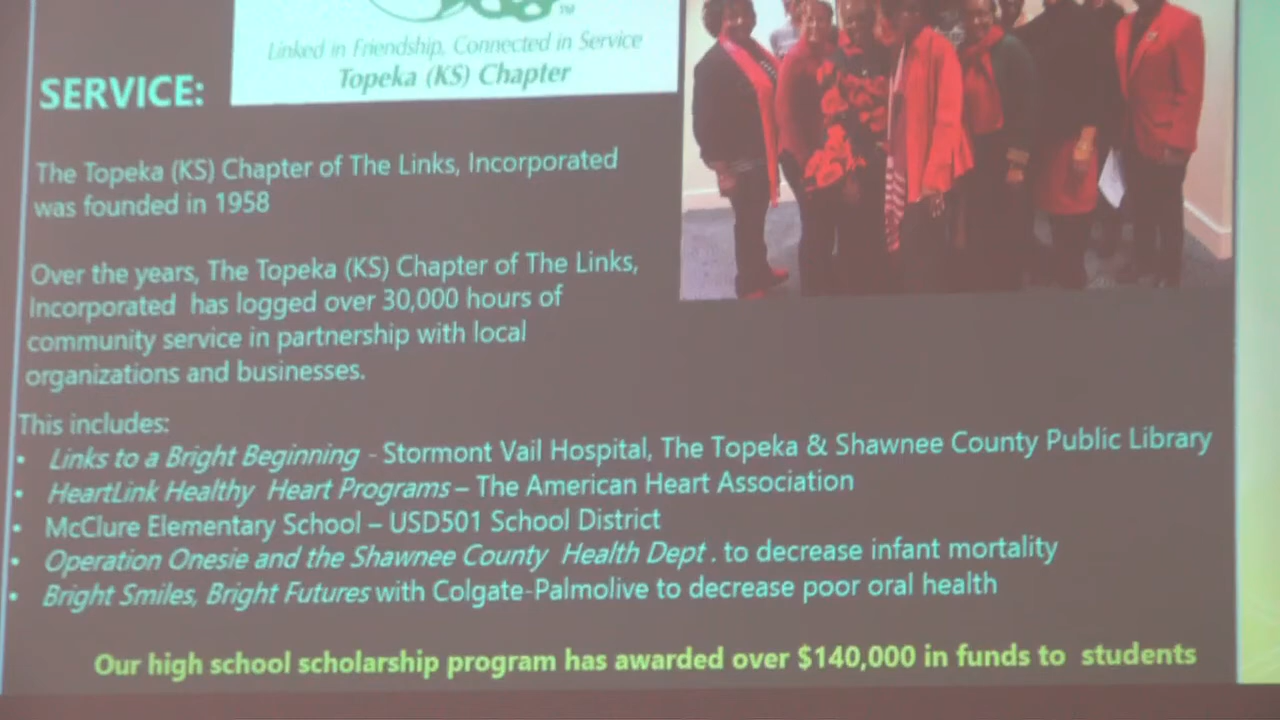 TM
Linked in Friendship, Connected in Service
Topeka (KS) Chapter
SERVICE:
The Topeka (KS) Chapter of The Links, Incorporated
was founded in 1958
Over the years, The Topeka (KS) Chapter of The Links,
Incorporated has logged over 30,000 hours of
community service in partnership with local
organizations and businesses.
This includes:
• Links to a Bright Beginning - Stormont Vail Hospital, The Topeka & Shawnee County Public Library
• HeartLink Healthy Heart Programs – The American Heart Association
• McClure Elementary School – USD501 School District
• Operation Onesie and the Shawnee County Health Dept . to decrease infant mortality
• Bright Smiles, Bright Futures with Colgate-Palmolive to decrease poor oral health
Our high school scholarship program has awarded over $140,000 in funds to students